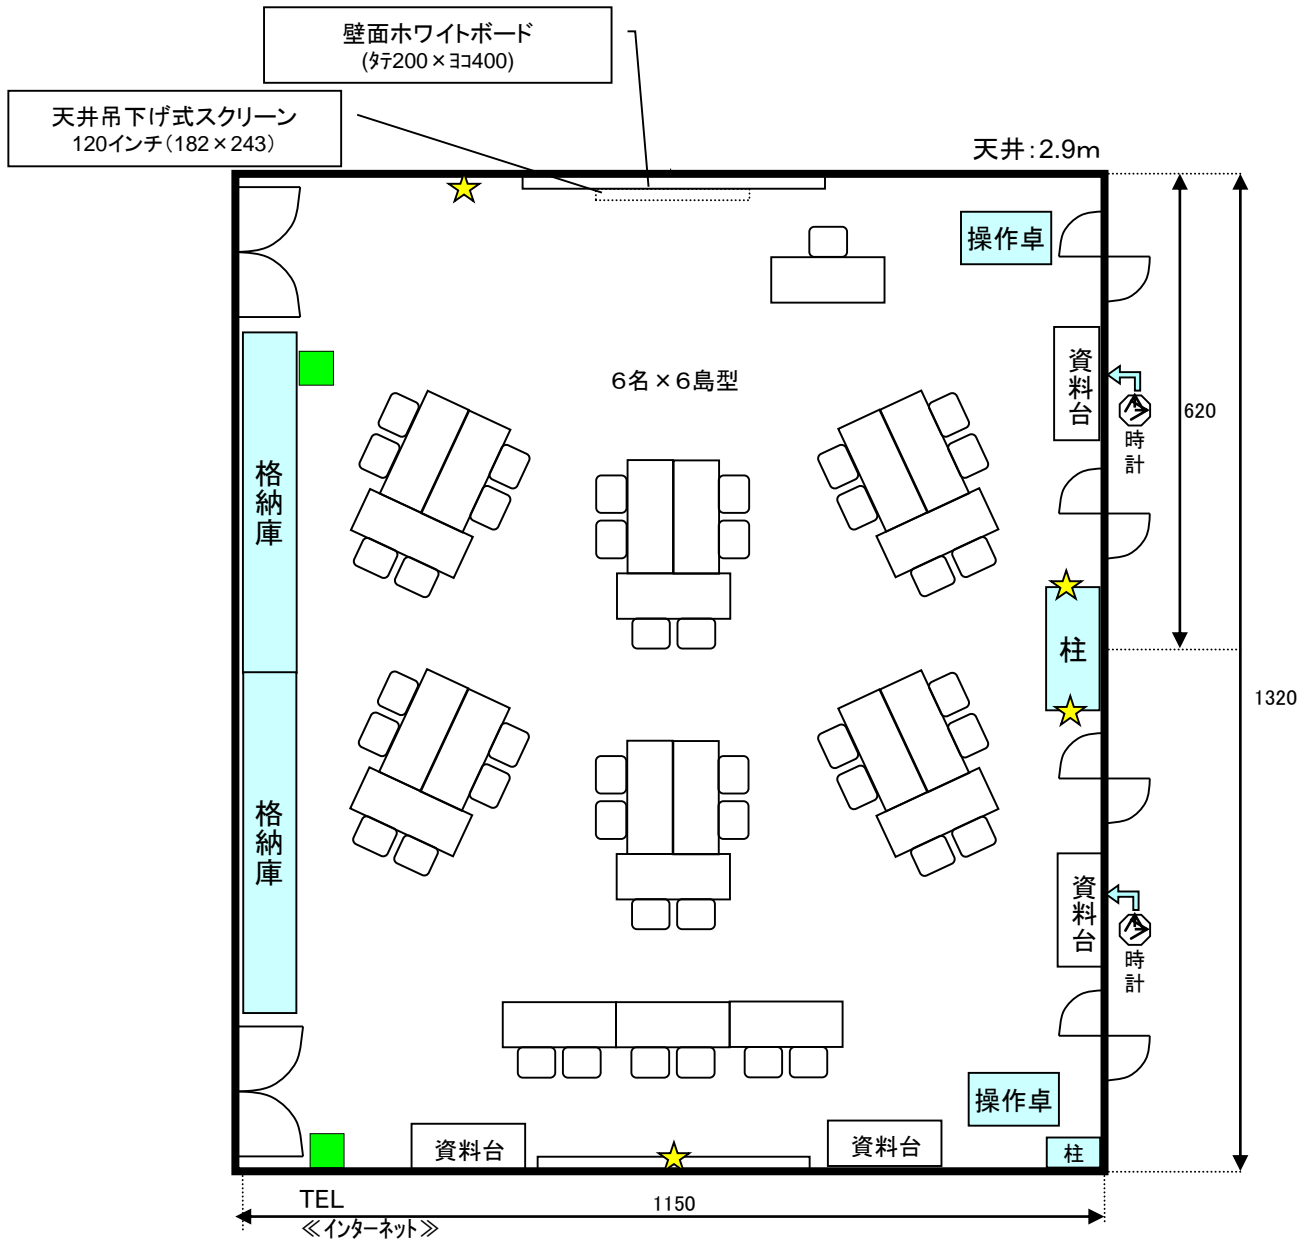 壁面ホワイトボード
(ﾀﾃ200×ﾖｺ400)
天井吊下げ式スクリーン
120インチ(182×243)
天井:2.9m
操作卓
資料台
時計
620
6名×6島型
格納庫
柱
1320
格納庫
資料台
時計
操作卓
資料台
資料台
柱
TEL
≪インターネット≫
1150